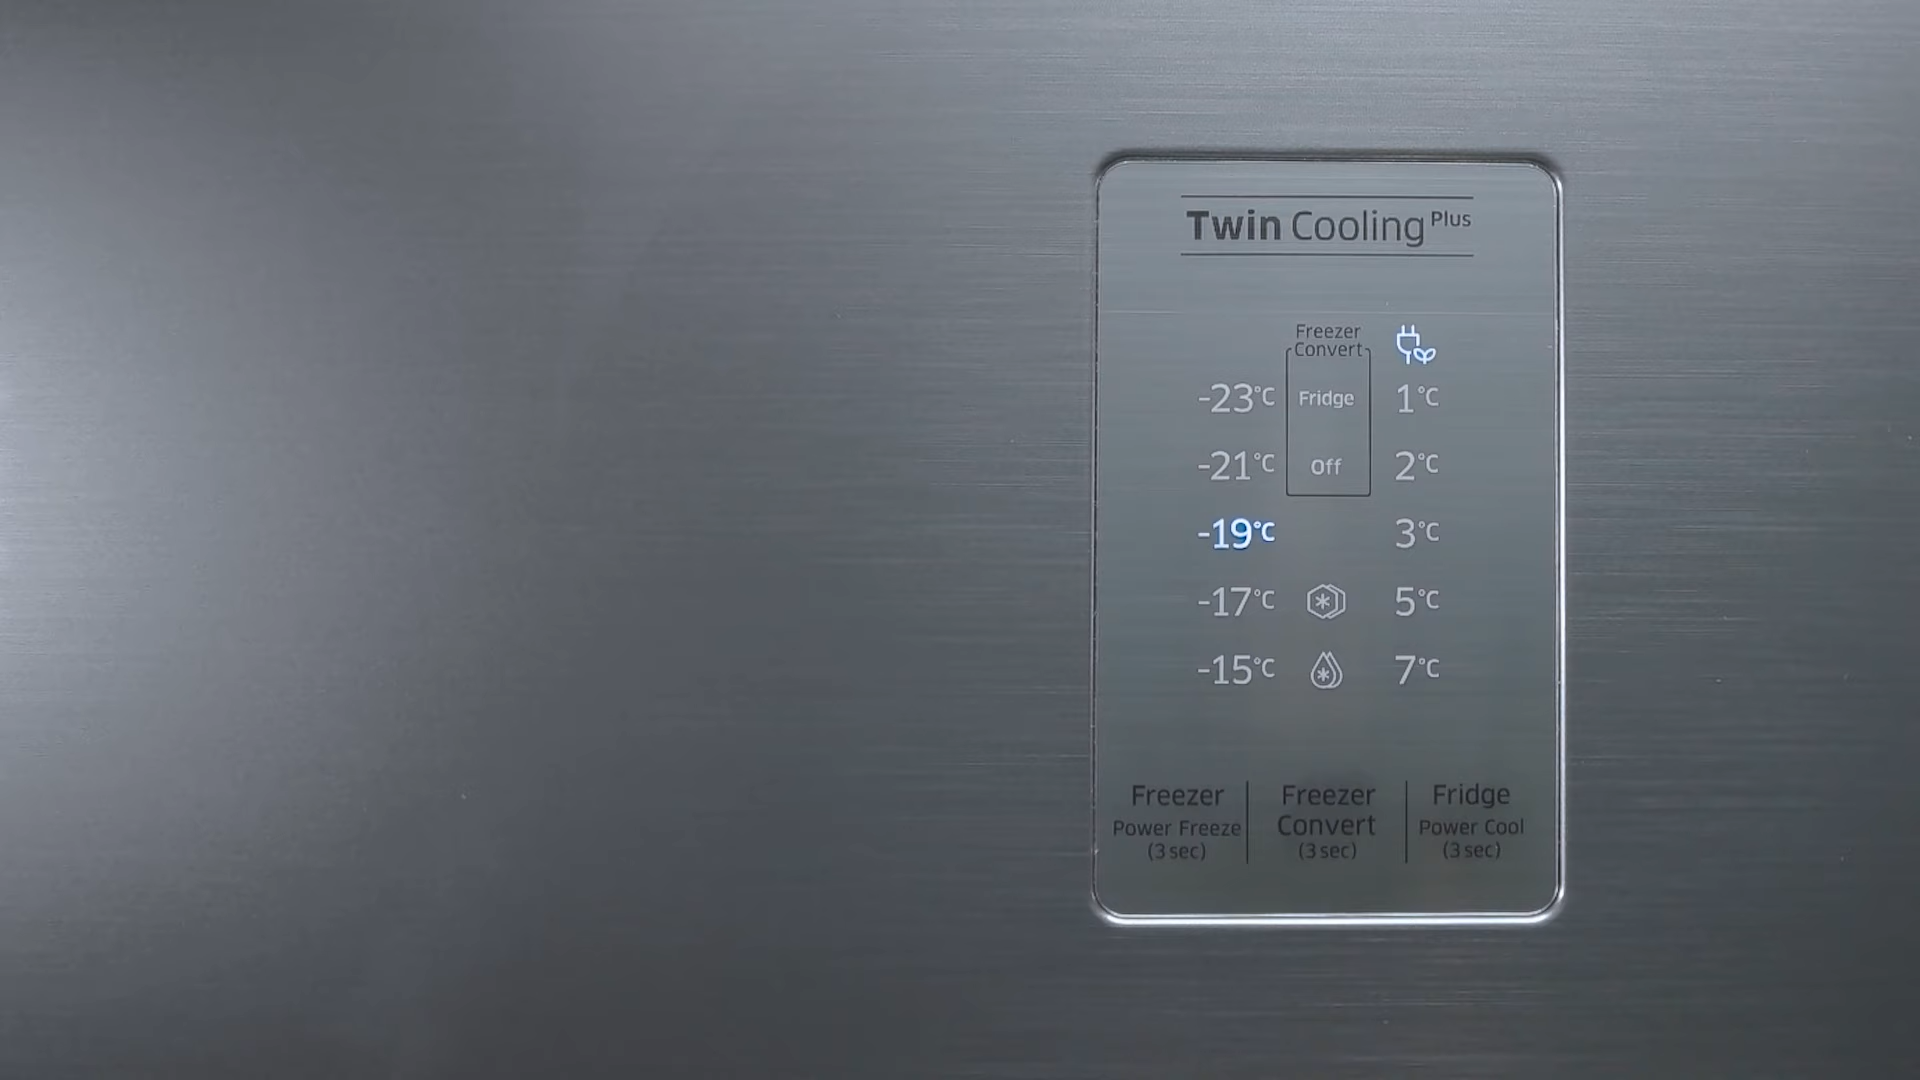 Twin Cooling Plus
Freezer
Convert
-23°C Fridge 1°C
-21°C Off 2°C
-19°C 3°C
-17°C 5°C
-15°C 7°C
Freezer
Power Freeze
(3 sec)
Freezer
Convert
(3 sec)
Fridge
Power Cool
(3 sec)